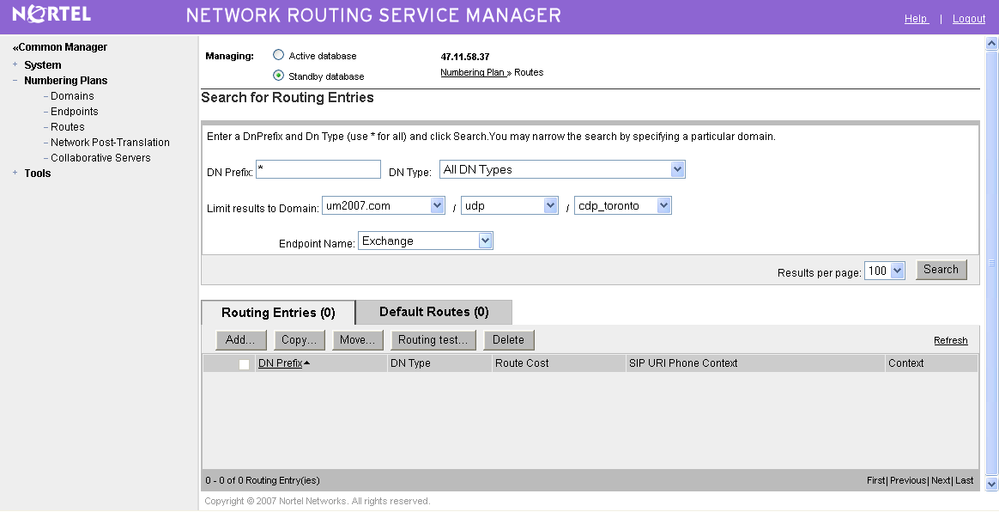 NORTEL NETWORK ROUTING SERVICE MANAGER
Help | Logout
«Common Manager
+ System
– Numbering Plans
– Domains
– Endpoints
– Routes
– Network Post-Translation
– Collaborative Servers
+ Tools
Managing: Active database 47.11.58.37
Standby database Numbering Plan » Routes
Search for Routing Entries
Enter a DnPrefix and Dn Type (use * for all) and click Search.You may narrow the search by specifying a particular domain.
DN Prefix: * DN Type: All DN Types
Limit results to Domain: um2007.com / udp / cdp_toronto
Endpoint Name: Exchange
Results per page: 100 Search
Routing Entries (0) Default Routes (0)
Add... Copy... Move... Routing test... Delete Refresh
DN Prefix DN Type Route Cost SIP URI Phone Context Context
0 - 0 of 0 Routing Entry(ies) First| Previous| Next| Last
Copyright © 2007 Nortel Networks. All rights reserved.